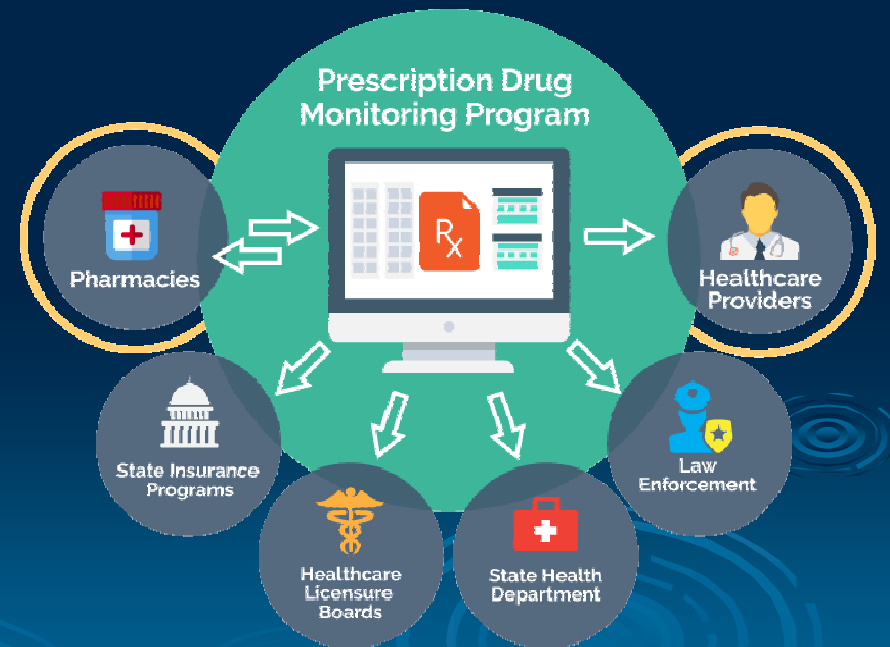 Prescription Drug
Monitoring Program
Rx
Pharmacies
Healthcare
Providers
State Insurance
Programs
Law
Enforcement
Healthcare
Licensure
Boards
State Health
Department